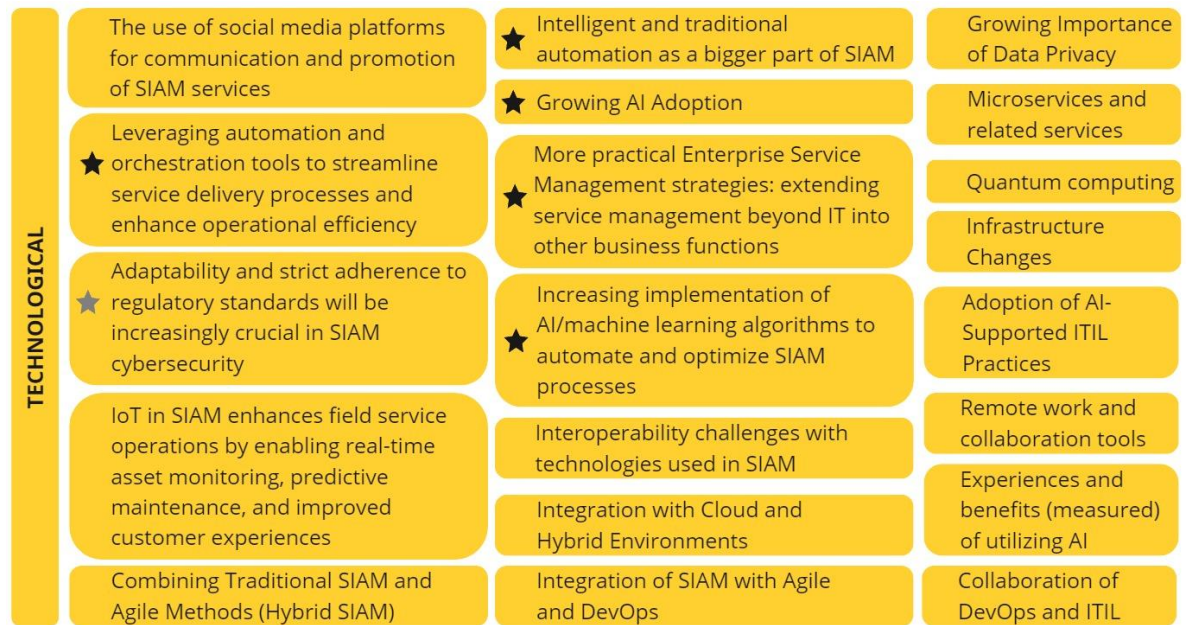 TECHNOLOGICAL
The use of social media platforms
for communication and promotion
of SIAM services
Leveraging automation and
orchestration tools to streamline
service delivery processes and
enhance operational efficiency
Adaptability and strict adherence to
regulatory standards will be
increasingly crucial in SIAM
cybersecurity
IoT in SIAM enhances field service
operations by enabling real-time
asset monitoring, predictive
maintenance, and improved
customer experiences
Combining Traditional SIAM and
Agile Methods (Hybrid SIAM)
Intelligent and traditional
automation as a bigger part of SIAM
Growing AI Adoption
More practical Enterprise Service
Management strategies: extending
service management beyond IT into
other business functions
Increasing implementation of
AI/machine learning algorithms to
automate and optimize SIAM
processes
Interoperability challenges with
technologies used in SIAM
Integration with Cloud and
Hybrid Environments
Integration of SIAM with Agile
and DevOps
Growing Importance
of Data Privacy
Microservices and
related services
Quantum computing
Infrastructure
Changes
Adoption of AI-
Supported ITIL
Practices
Remote work and
collaboration tools
Experiences and
benefits (measured)
of utilizing AI
Collaboration of
DevOps and ITIL